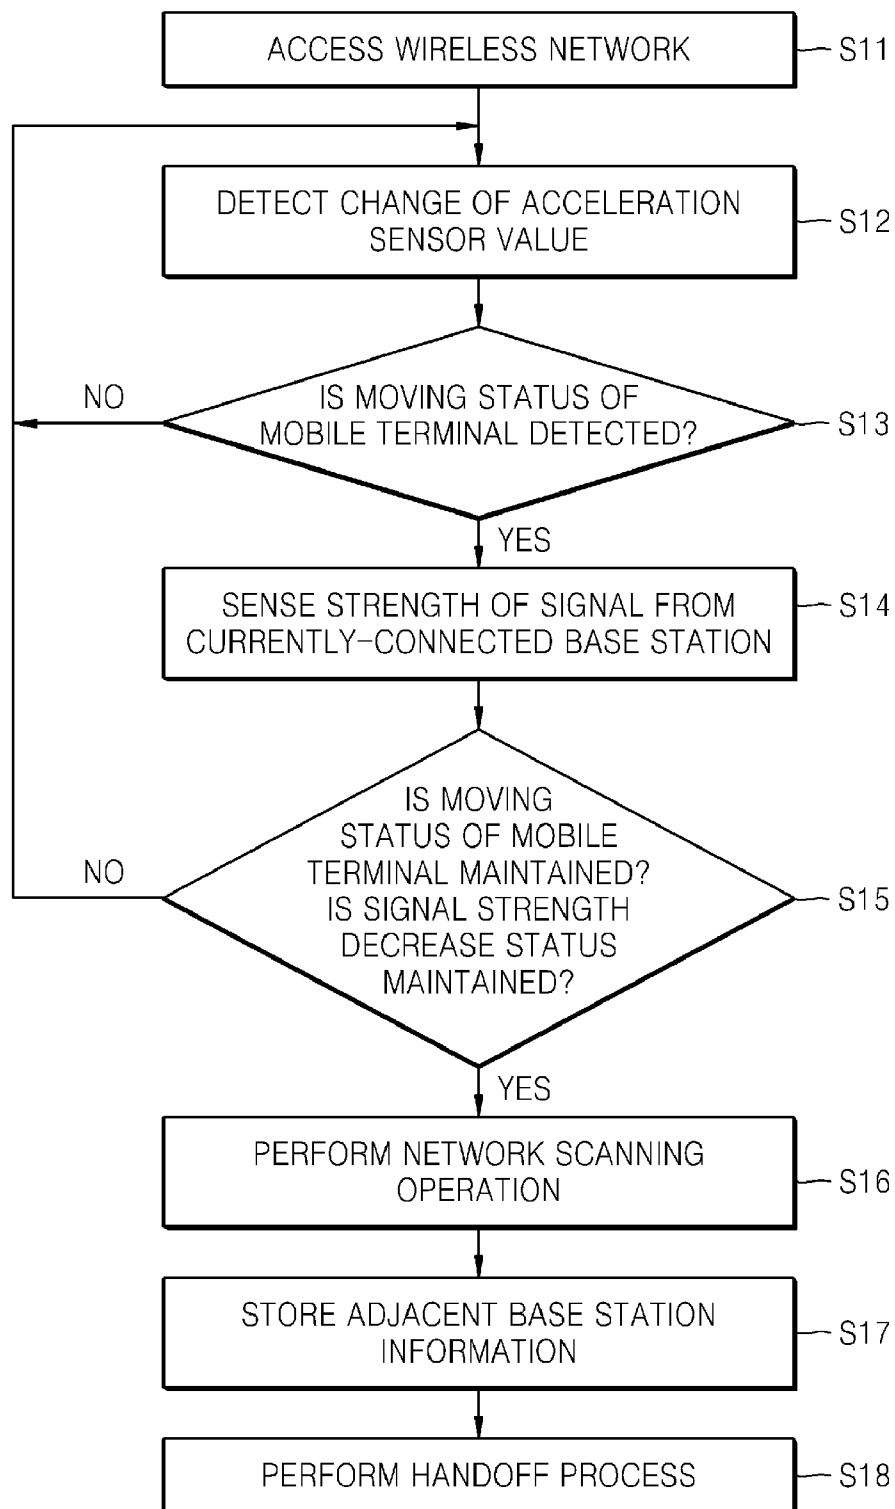 ACCESS WIRELESS NETWORK
S11
DETECT CHANGE OF ACCELERATION
SENSOR VALUE
S12
NO
IS MOVING STATUS OF
MOBILE TERMINAL DETECTED?
S13
YES
SENSE STRENGTH OF SIGNAL FROM
CURRENTLY-CONNECTED BASE STATION
S14
IS MOVING
STATUS OF MOBILE
TERMINAL MAINTAINED?
IS SIGNAL STRENGTH
DECREASE STATUS
MAINTAINED?
NO
S15
YES
PERFORM NETWORK SCANNING
OPERATION
S16
STORE ADJACENT BASE STATION
INFORMATION
S17
PERFORM HANDOFF PROCESS
S18